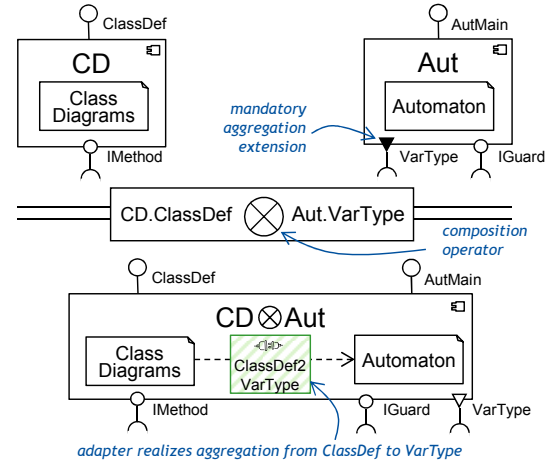 ClassDef
AutMain
CD
Aut
Class
Diagrams
mandatory
aggregation
extension
Automaton
IMethod
VarType
IGuard
CD.ClassDef
Aut.VarType
composition
operator
ClassDef
AutMain
CD⊗Aut
Class
Diagrams
ClassDef2
VarType
Automaton
IMethod
IGuard
VarType
adapter realizes aggregation from ClassDef to VarType